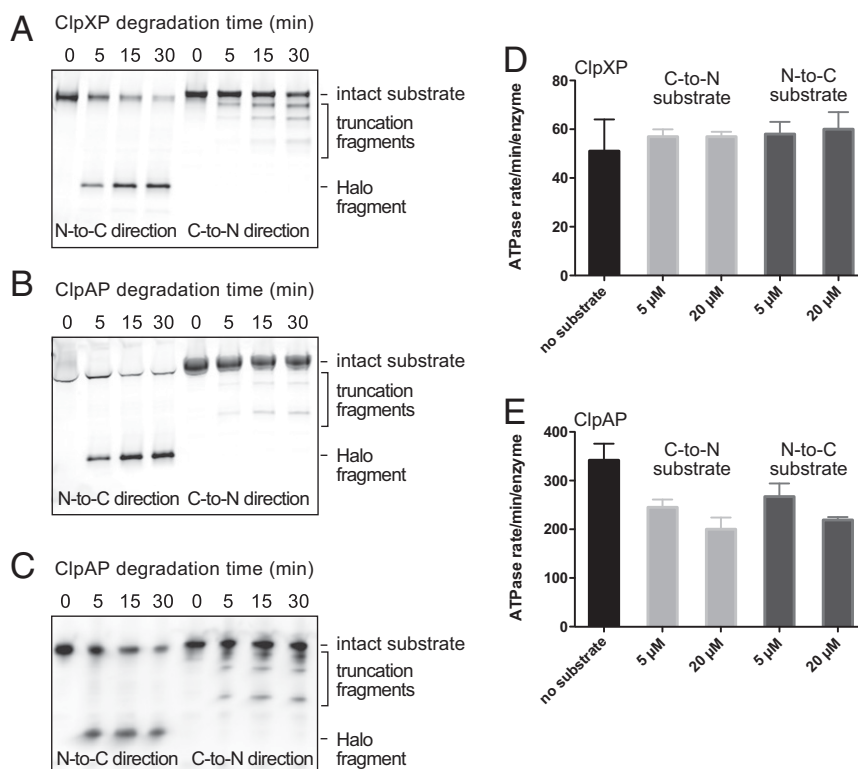 A
ClpXP degradation time (min)
0 5 15 30 0 5 15 30
intact substrate
truncation
fragments
Halo
fragment
N-to-C direction C-to-N direction
B
ClpAP degradation time (min)
0 5 15 30 0 5 15 30
intact substrate
truncation
fragments
Halo
fragment
N-to-C direction C-to-N direction
C
ClpAP degradation time (min)
0 5 15 30 0 5 15 30
intact substrate
truncation
fragments
Halo
fragment
N-to-C direction C-to-N direction
D
ClpXP
C-to-N
substrate
N-to-C
substrate
ATPase rate/min/enzyme
80
60
40
20
0
no substrate
5 µM
20 µM
5 µM
20 µM
E
ClpAP
C-to-N
substrate
N-to-C
substrate
ATPase rate/min/enzyme
400
300
200
100
0
no substrate
5 µM
20 µM
5 µM
20 µM